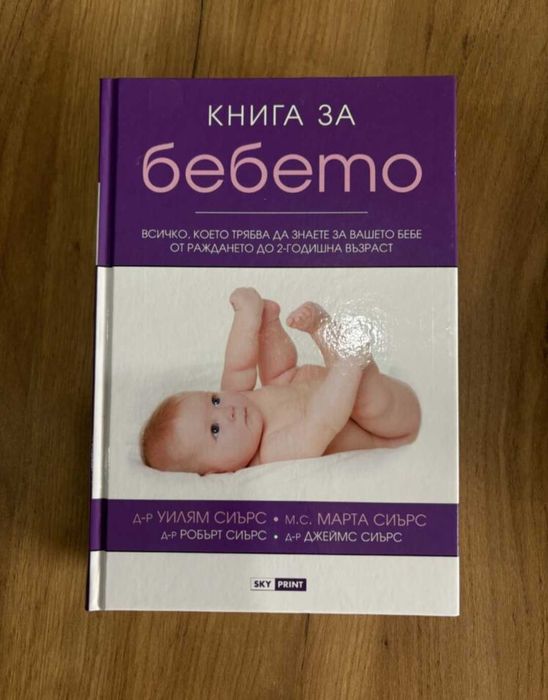 КНИГА ЗА
бебето
ВСИЧКО, КОЕТО ТРЯБВА ДА ЗНАЕТЕ ЗА ВАШЕТО БЕБЕ
ОТ РАЖДАНЕТО ДО 2-ГОДИШНА ВЪЗРАСТ
Д-Р УИЛЯМ СИЪРС • М.С. МАРТА СИЪРС
Д-Р РОБЪРТ СИЪРС • Д-Р ДЖЕЙМС СИЪРС
SKY PRINT